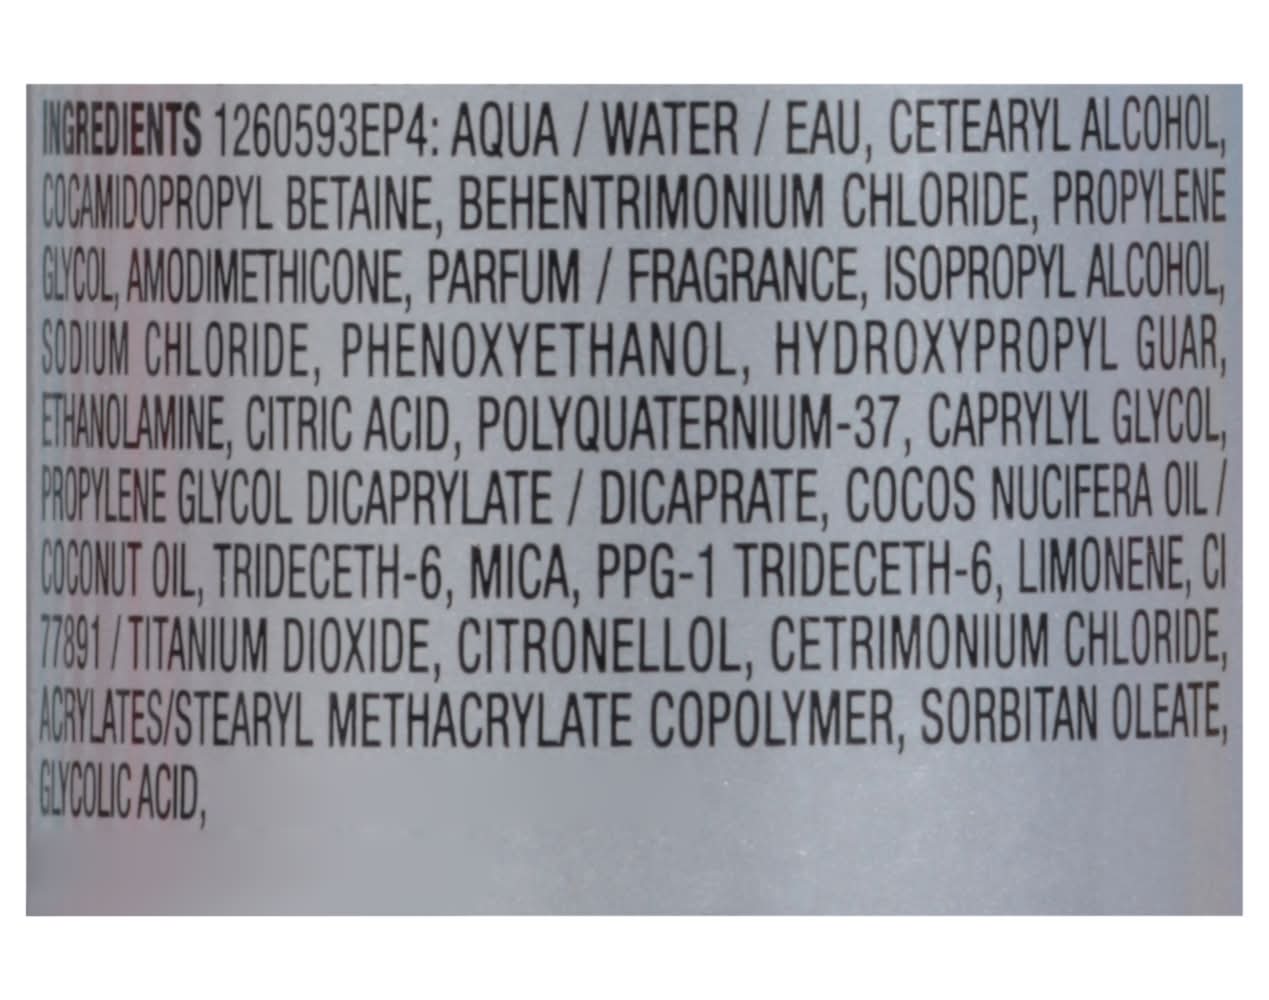 INGREDIENTS 1260593EP4: AQUA / WATER / EAU, CETEARYL ALCOHOL,
COCAMIDOPROPYL BETAINE, BEHENTRIMONIUM CHLORIDE, PROPYLENE
GLYCOL, AMODIMETHICONE, PARFUM / FRAGRANCE, ISOPROPYL ALCOHOL,
SODIUM CHLORIDE, PHENOXYETHANOL, HYDROXYPROPYL GUAR,
ETHANOLAMINE, CITRIC ACID, POLYQUATERNIUM-37, CAPRYLYL GLYCOL,
PROPYLENE GLYCOL DICAPRYLATE / DICAPRATE, COCOS NUCIFERA OIL /
COCONUT OIL, TRIDECETH-6, MICA, PPG-1 TRIDECETH-6, LIMONENE, CI
77891 / TITANIUM DIOXIDE, CITRONELLOL, CETRIMONIUM CHLORIDE,
ACRYLATES/STEARYL METHACRYLATE COPOLYMER, SORBITAN OLEATE,
GLYCOLIC ACID,